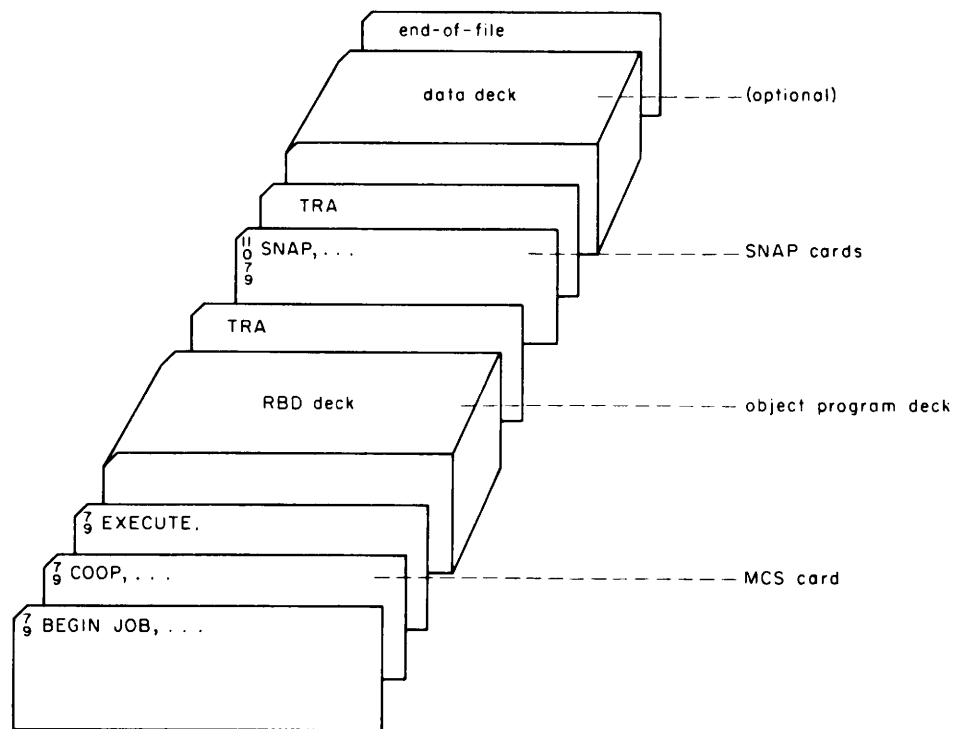 end-of-file
data deck
(optional)
TRA
11
0
7
9
SNAP,...
SNAP cards
TRA
RBD deck
object program deck
7
9
EXECUTE.
7
9
COOP,...
MCS card
7
9
BEGIN JOB,...